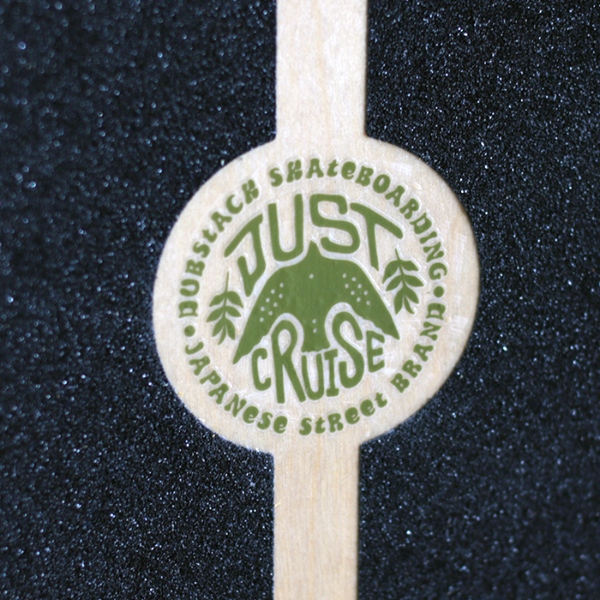 DUBSTACK SKAteBOARDING
JUST
CRUISE
JAPANeSe StReet BRAND